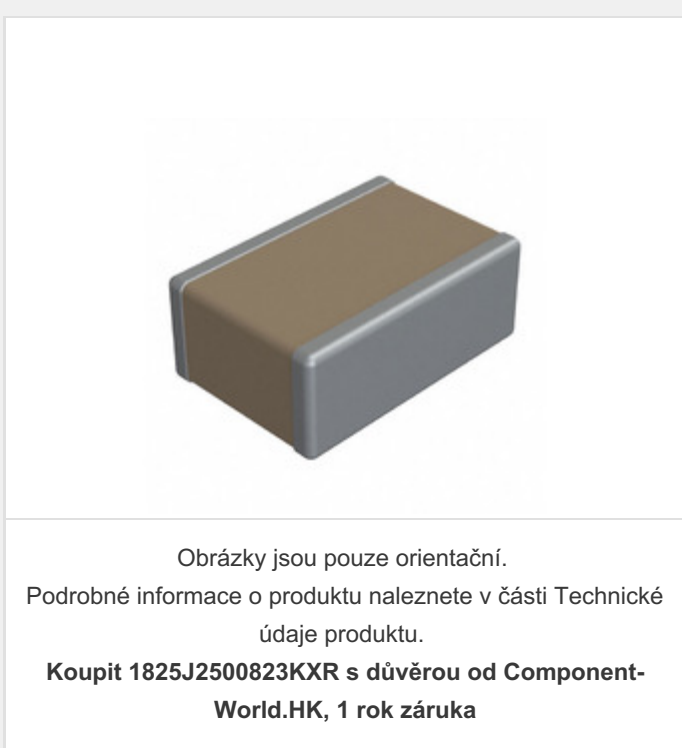 Obrázky jsou pouze orientační.
Podrobné informace o produktu naleznete v části Technické
údaje produktu.
Koupit 1825J2500823KXR s důvěrou od Component-
World.HK, 1 rok záruka